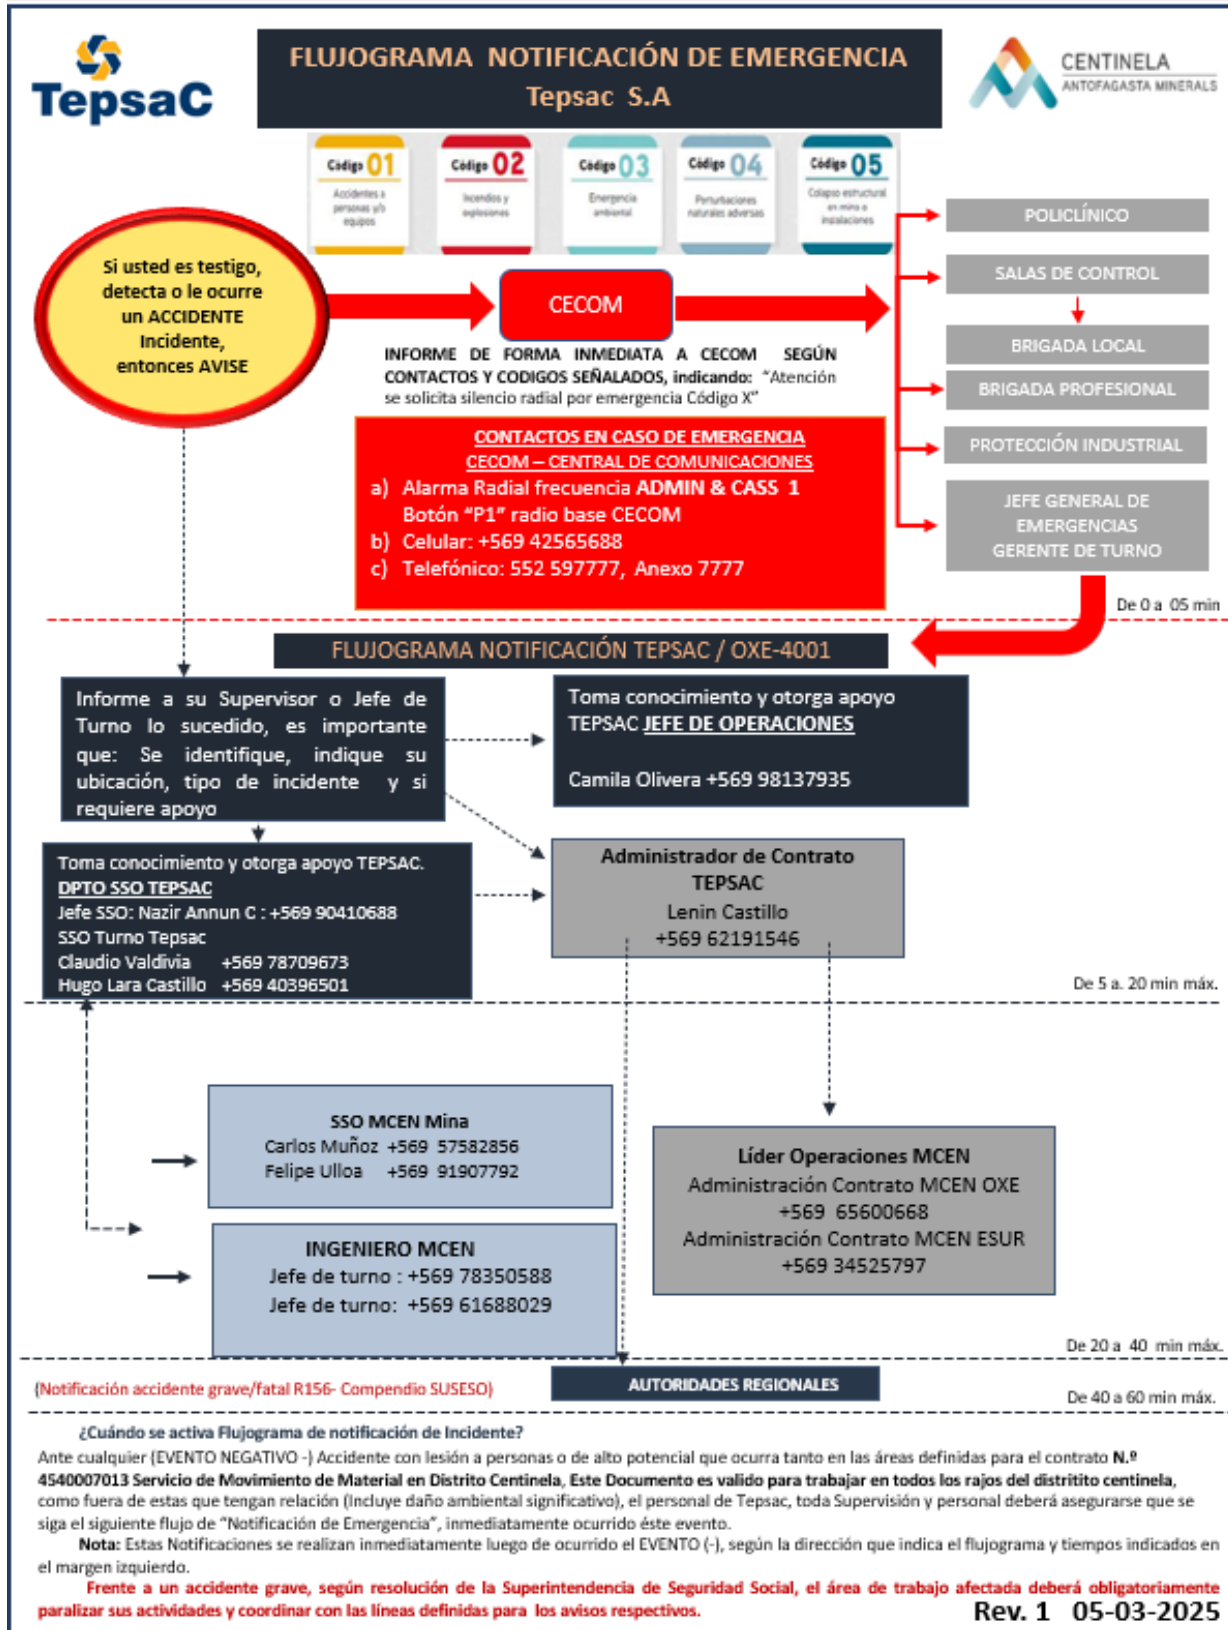 TepsaC
FLUJOGRAMA NOTIFICACIÓN DE EMERGENCIA
Tepsac S.A
CENTINELA
ANTOFAGASTA MINERALS
Código 01
Accidentes a
personas y/o
equipos
Código 02
Incendios y
explosiones
Código 03
Emergencia
ambiental
Código 04
Perturbaciones
naturales adversas
Código 05
Colapso estructural
en mina o
instalaciones
Si usted es testigo,
detecta o le ocurre
un ACCIDENTE
Incidente,
entonces AVISE
CECOM
INFORME DE FORMA INMEDIATA A CECOM SEGÚN
CONTACTOS Y CODIGOS SEÑALADOS, indicando: “Atención
se solicita silencio radial por emergencia Código X”
CONTACTOS EN CASO DE EMERGENCIA
CECOM – CENTRAL DE COMUNICACIONES
a) Alarma Radial frecuencia ADMIN & CASS 1
Botón “P1” radio base CECOM
b) Celular: +569 42565688
c) Telefónico: 552 597777, Anexo 7777
POLICLÍNICO
SALAS DE CONTROL
BRIGADA LOCAL
BRIGADA PROFESIONAL
PROTECCIÓN INDUSTRIAL
JEFE GENERAL DE
EMERGENCIAS
GERENTE DE TURNO
De 0 a 05 min
FLUJOGRAMA NOTIFICACIÓN TEPSAC / OXE-4001
Informe a su Supervisor o Jefe de
Turno lo sucedido, es importante
que: Se identifique, indique su
ubicación, tipo de incidente y si
requiere apoyo
Toma conocimiento y otorga apoyo
TEPSAC JEFE DE OPERACIONES
Camila Olivera +569 98137935
Toma conocimiento y otorga apoyo TEPSAC.
DPTO SSO TEPSAC
Jefe SSO: Nazir Annun C : +569 90410688
SSO Turno Tepsac
Claudio Valdivia +569 78709673
Hugo Lara Castillo +569 40396501
Administrador de Contrato
TEPSAC
Lenin Castillo
+569 62191546
De 5 a. 20 min máx.
SSO MCEN Mina
Carlos Muñoz +569 57582856
Felipe Ulloa +569 91907792
INGENIERO MCEN
Jefe de turno : +569 78350588
Jefe de turno: +569 61688029
Líder Operaciones MCEN
Administración Contrato MCEN OXE
+569 65600668
Administración Contrato MCEN ESUR
+569 34525797
De 20 a 40 min máx.
(Notificación accidente grave/fatal R156- Compendio SUSESO)
AUTORIDADES REGIONALES
De 40 a 60 min máx.
¿Cuándo se activa Flujograma de notificación de Incidente?
Ante cualquier (EVENTO NEGATIVO -) Accidente con lesión a personas o de alto potencial que ocurra tanto en las áreas definidas para el contrato N.º
4540007013 Servicio de Movimiento de Material en Distrito Centinela, Este Documento es valido para trabajar en todos los rajos del distritito centinela,
como fuera de estas que tengan relación (Incluye daño ambiental significativo), el personal de Tepsac, toda Supervisión y personal deberá asegurarse que se
siga el siguiente flujo de “Notificación de Emergencia”, inmediatamente ocurrido éste evento.
Nota: Estas Notificaciones se realizan inmediatamente luego de ocurrido el EVENTO (-), según la dirección que indica el flujograma y tiempos indicados en
el margen izquierdo.
Frente a un accidente grave, según resolución de la Superintendencia de Seguridad Social, el área de trabajo afectada deberá obligatoriamente
paralizar sus actividades y coordinar con las líneas definidas para los avisos respectivos.
Rev. 1 05-03-2025